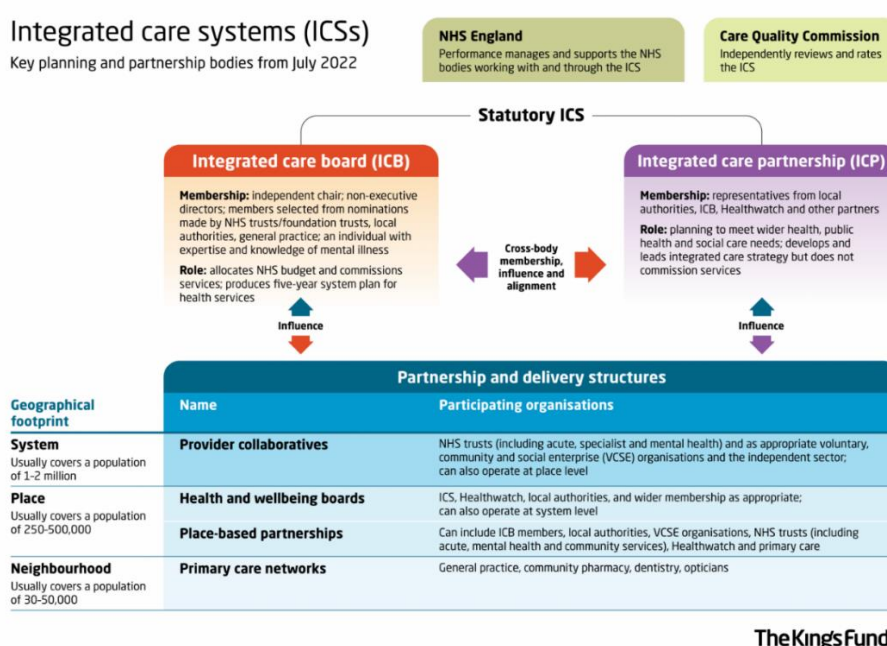 Integrated care systems (ICSs)
Key planning and partnership bodies from July 2022
NHS England
Performance manages and supports the NHS
bodies working with and through the ICS
Care Quality Commission
Independently reviews and rates
the ICS
Statutory ICS
Integrated care board (ICB)
Membership: independent chair; non-executive
directors; members selected from nominations
made by NHS trusts/foundation trusts, local
authorities, general practice; an individual with
expertise and knowledge of mental illness
Role: allocates NHS budget and commissions
services; produces five-year system plan for
health services
Cross-body
membership,
influence and
alignment
Integrated care partnership (ICP)
Membership: representatives from local
authorities, ICB, Healthwatch and other partners
Role: planning to meet wider health, public
health and social care needs; develops and
leads integrated care strategy but does not
commission services
Influence
Influence
Partnership and delivery structures
Geographical
footprint
Name
Participating organisations
System
Usually covers a population
of 1-2 million
Provider collaboratives
NHS trusts (including acute, specialist and mental health) and as appropriate voluntary,
community and social enterprise (VCSE) organisations and the independent sector;
can also operate at place level
Place
Usually covers a population
of 250-500,000
Health and wellbeing boards
ICS, Healthwatch, local authorities, and wider membership as appropriate;
can also operate at system level
Place-based partnerships
Can include ICB members, local authorities, VCSE organisations, NHS trusts (including
acute, mental health and community services), Healthwatch and primary care
Neighbourhood
Usually covers a population
of 30-50,000
Primary care networks
General practice, community pharmacy, dentistry, opticians
The King's Fund